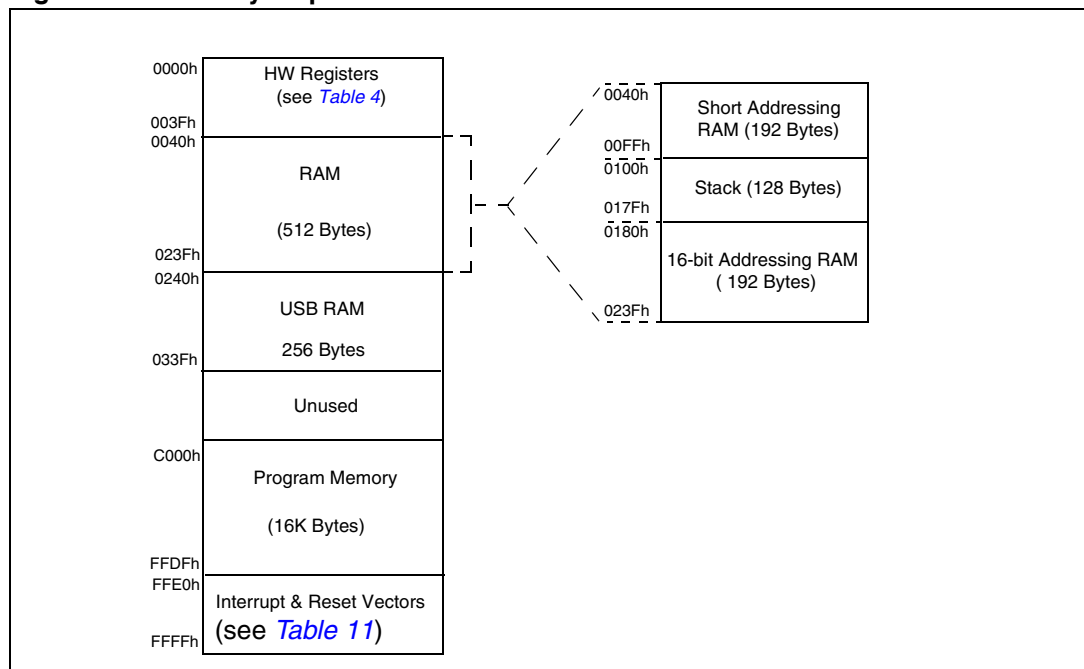 0000h
HW Registers
(see Table 4)
003Fh
0040h
RAM
(512 Bytes)
023Fh
0240h
USB RAM
256 Bytes
033Fh
Unused
C000h
Program Memory
(16K Bytes)
FFDFh
FFE0h
Interrupt & Reset Vectors
(see Table 11)
FFFFh
0040h
Short Addressing
RAM (192 Bytes)
00FFh
0100h
Stack (128 Bytes)
017Fh
0180h
16-bit Addressing RAM
( 192 Bytes)
023Fh